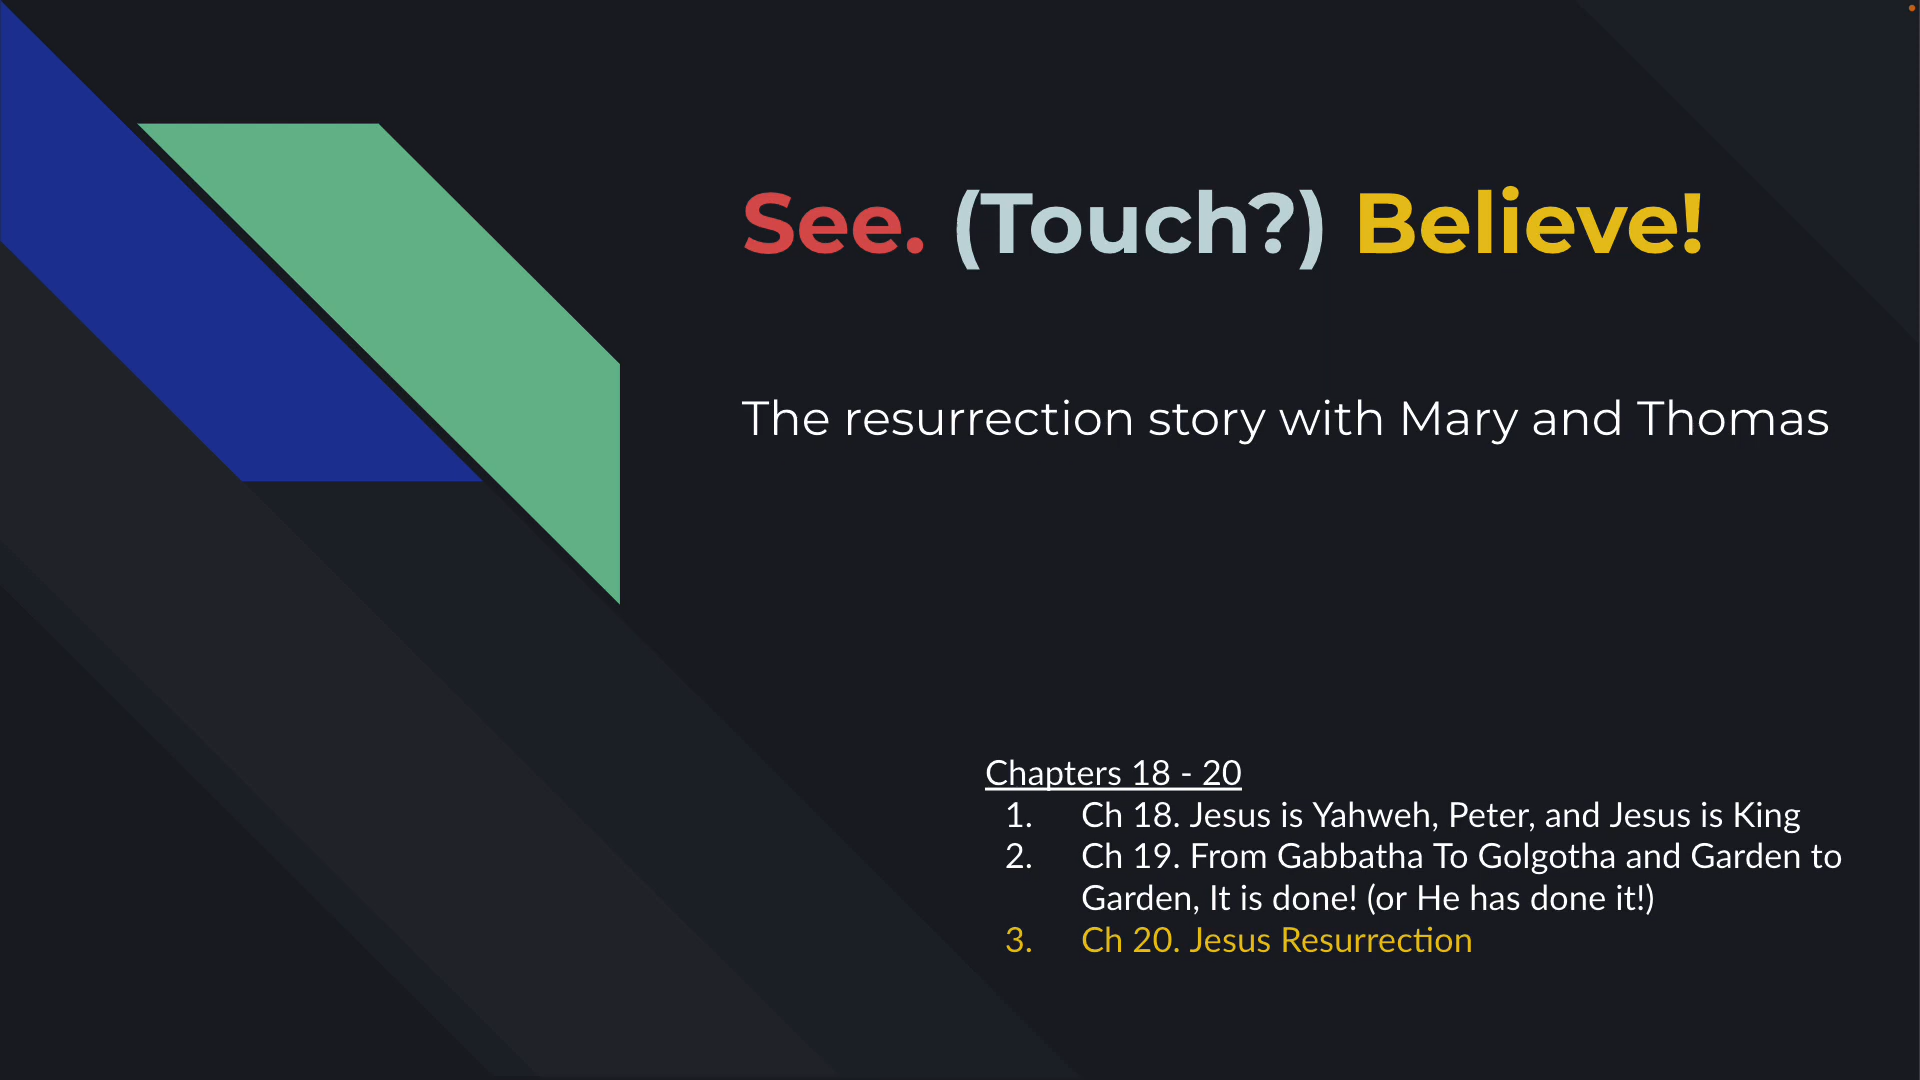 See. (Touch?) Believe!
The resurrection story with Mary and Thomas
Chapters 18 - 20
1. Ch 18. Jesus is Yahweh, Peter, and Jesus is King
2. Ch 19. From Gabbatha To Golgotha and Garden to
Garden, It is done! (or He has done it!)
3. Ch 20. Jesus Resurrection